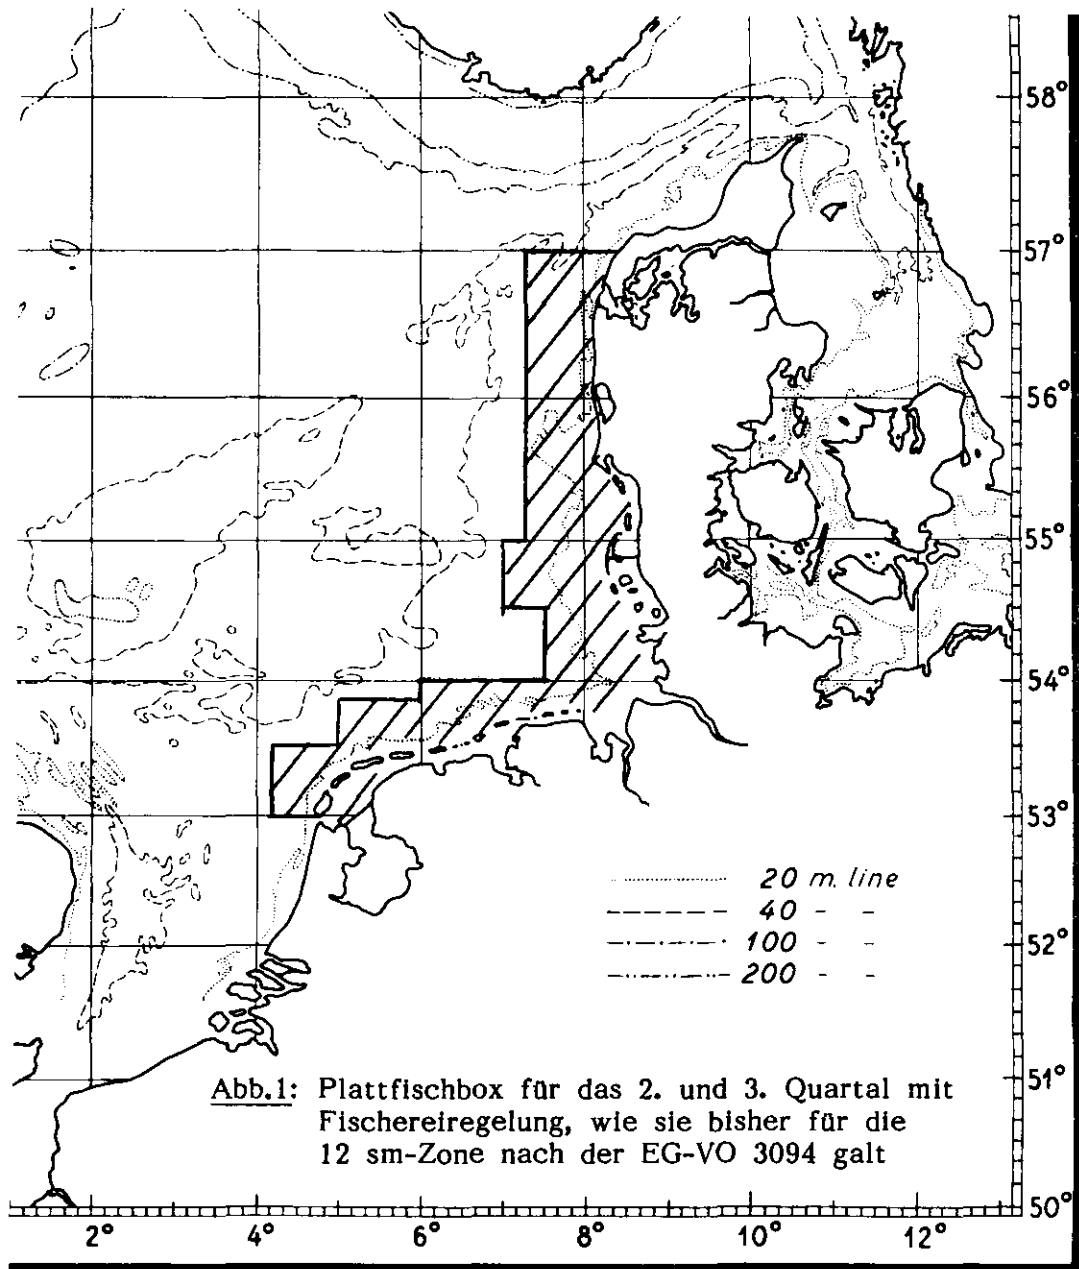 58°
57°
56°
55°
54°
53°
20 m. line
40 - -
100 - -
200 - -
52°
51°
Abb.1: Plattfischbox für das 2. und 3. Quartal mit
Fischereiregelung, wie sie bisher für die
12 sm-Zone nach der EG-VO 3094 galt
50°
2° 4° 6° 8° 10° 12°